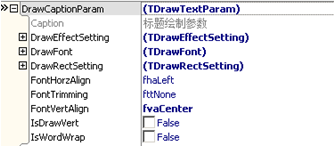 DrawCaptionParam (TDrawTextParam)
Caption 标题绘制参数
DrawEffectSetting (TDrawEffectSetting)
DrawFont (TDrawFont)
DrawRectSetting (TDrawRectSetting)
FontHorzAlign fhaLeft
FontTrimming fttNone
FontVertAlign fvaCenter
IsDrawVert False
IsWordWrap False